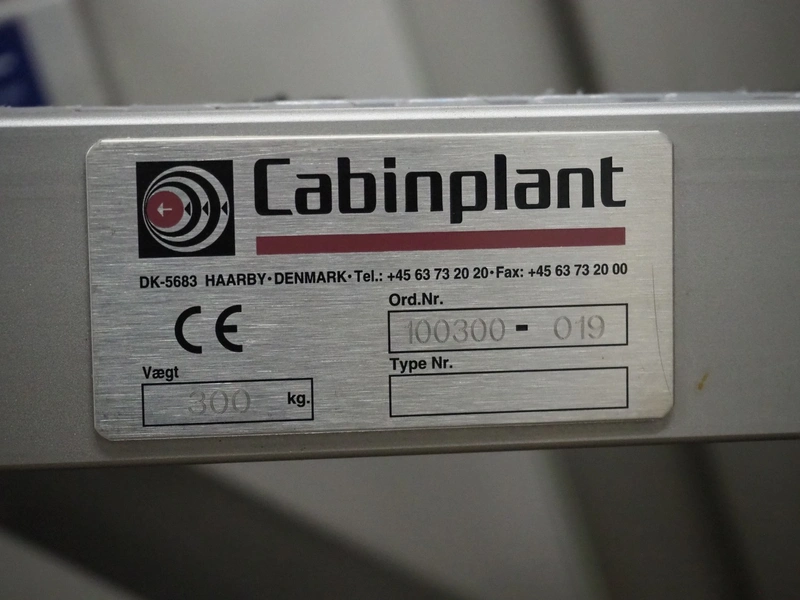 Cabinplant
DK-5683 HAARBY•DENMARK•Tel.: +45 63 73 20 20•Fax: +45 63 73 20 00
CE
Ord.Nr.
100300 - 019
Vægt
300 kg.
Type Nr.